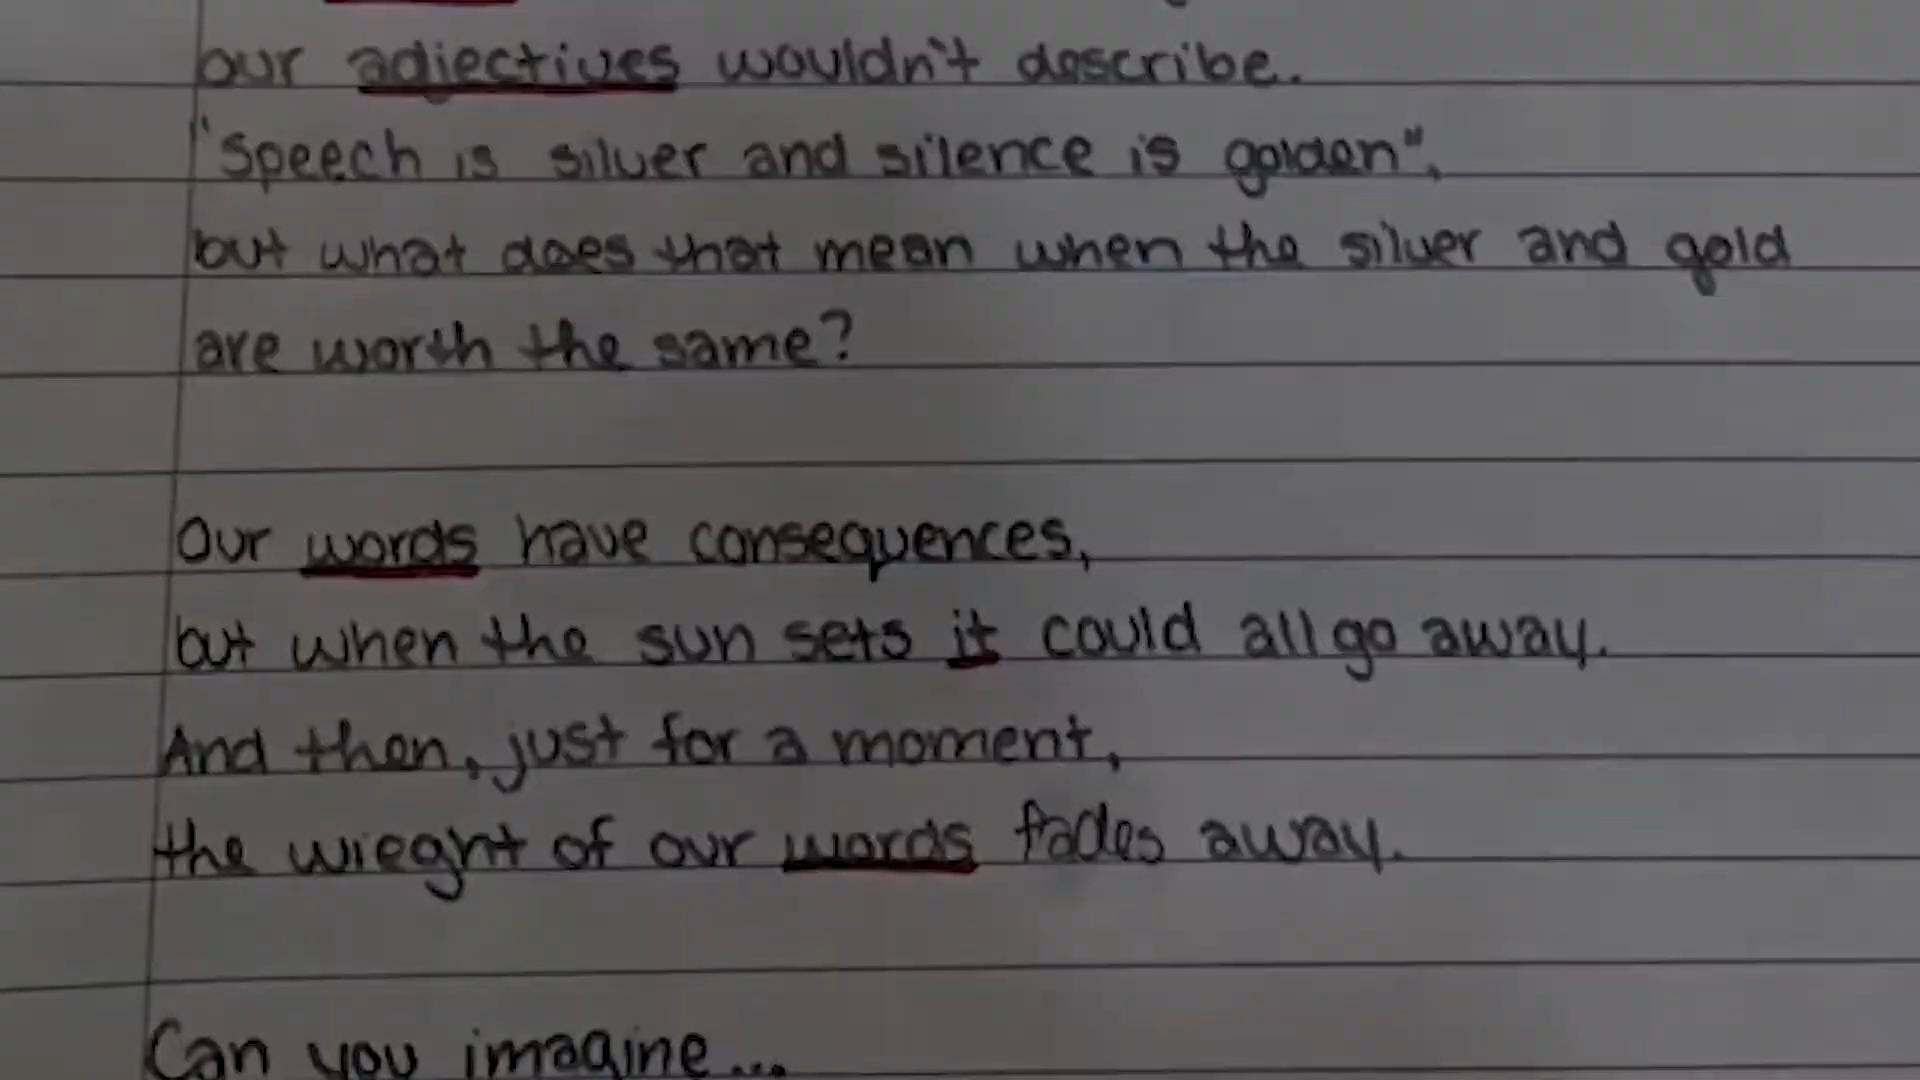 our adjectives wouldn't describe.
"Speech is silver and silence is golden",
but what does that mean when the silver and gold
are worth the same?
Our words have consequences,
but when the sun sets it could all go away.
And then, just for a moment,
the wieght of our words fades away.
Can you imagine...